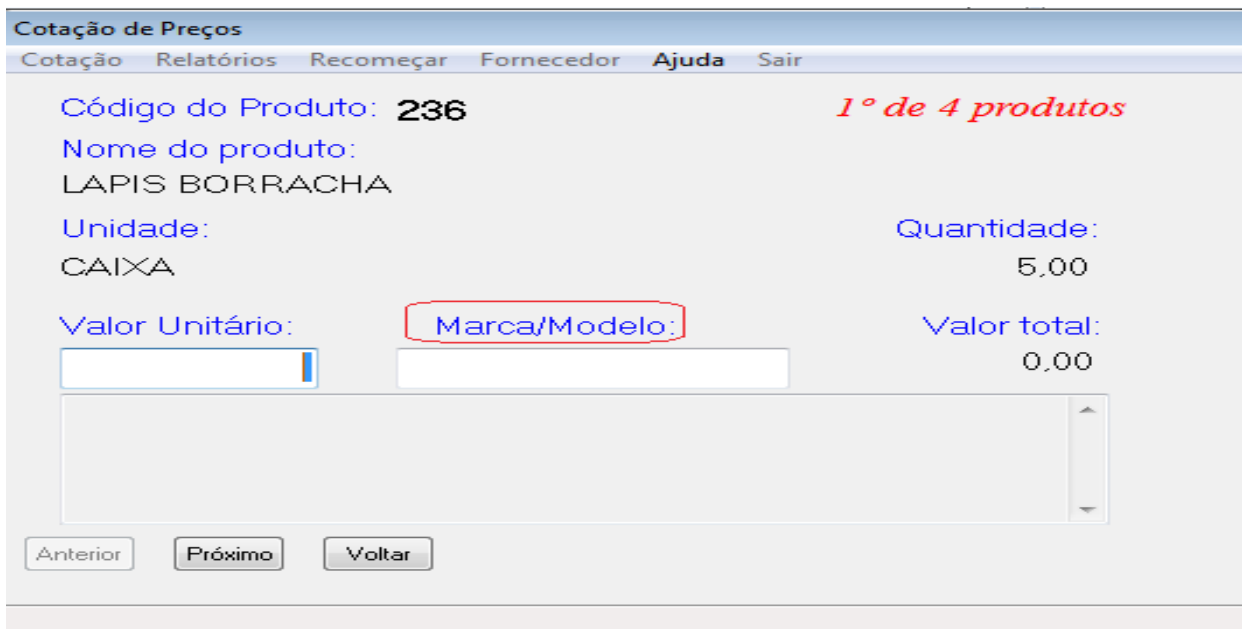 Cotação de Preços
Cotação Relatórios Recomeçar Fornecedor Ajuda Sair
Código do Produto: 236 1º de 4 produtos
Nome do produto:
LAPIS BORRACHA
Unidade: Quantidade:
CAIXA 5,00
Valor Unitário: Marca/Modelo: Valor total:
0,00
Anterior Próximo Voltar